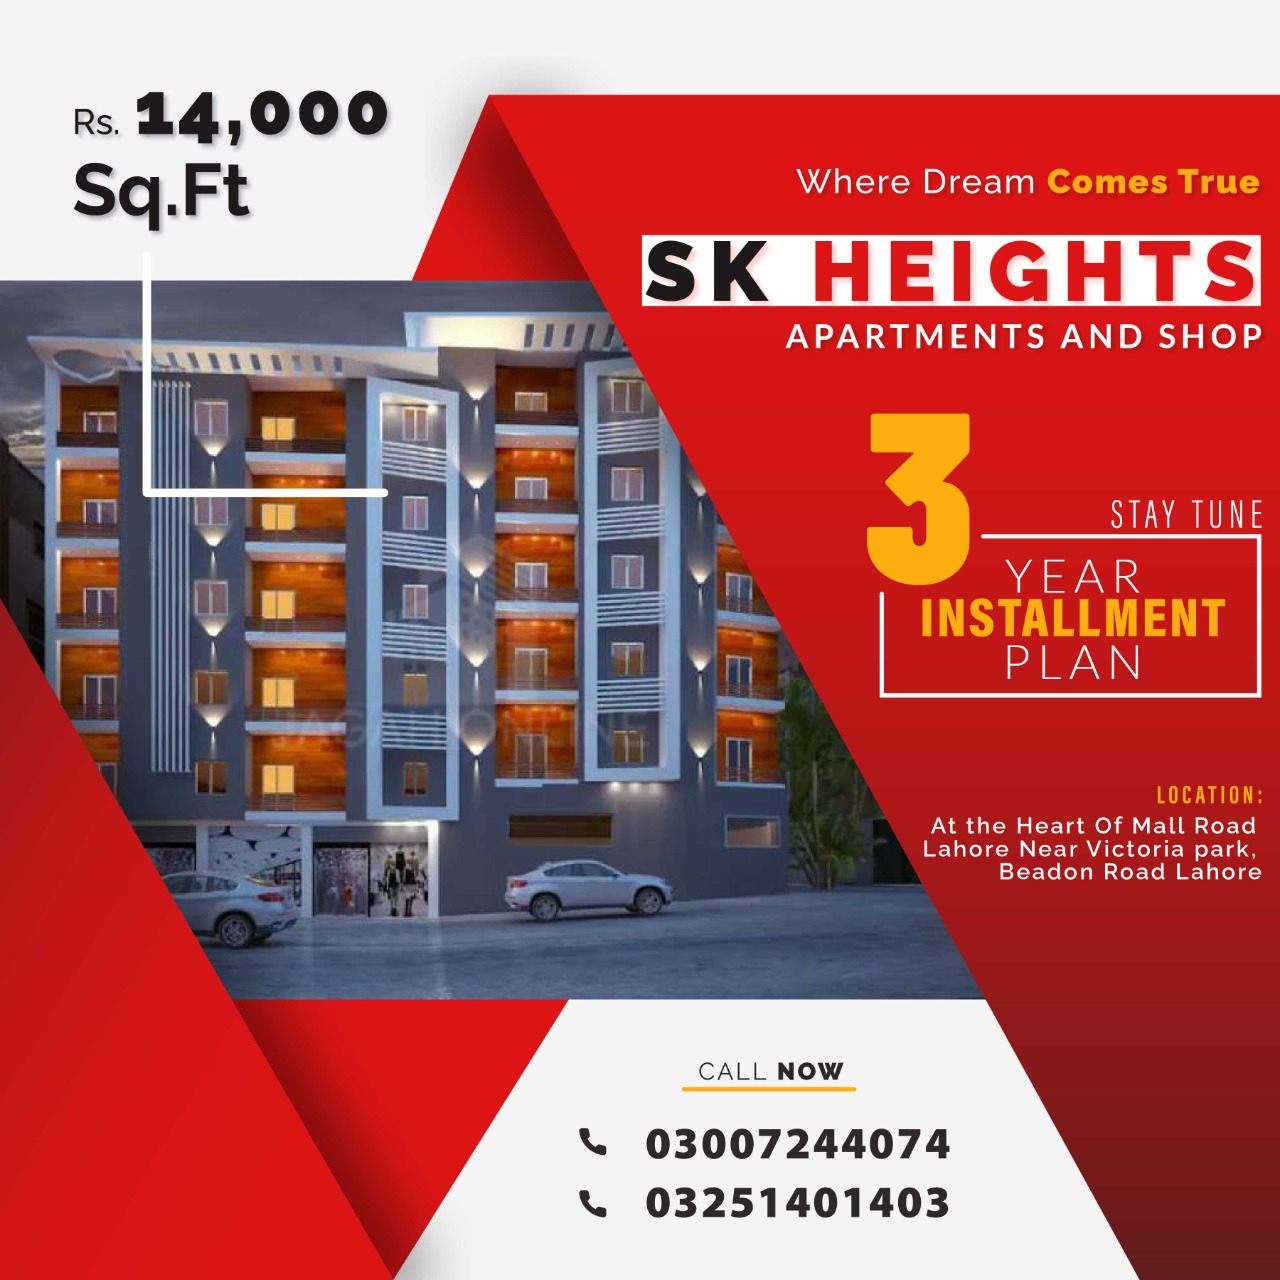 Rs. 14,000
Sq.Ft
Where Dream Comes True
SK HEIGHTS
APARTMENTS AND SHOP
3
STAY TUNE
YEAR
INSTALLMENT
PLAN
LOCATION:
At the Heart Of Mall Road
Lahore Near Victoria park,
Beadon Road Lahore
CALL NOW
03007244074
03251401403